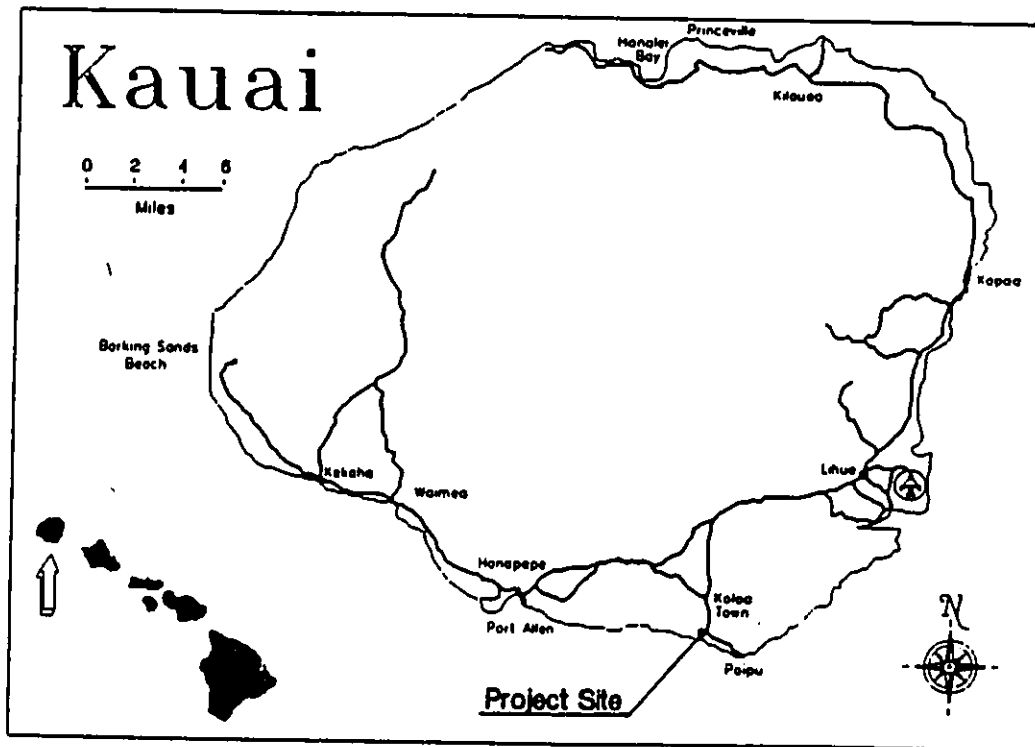 Kauai
0 2 4 6
Miles
Princeville
Hanalei
Bay
Kilauea
Kapaa
Barking Sands
Beach
Kekaha
Waimea
Lihue
Hanapepe
Port Allen
Koloa
Town
Poipu
Project Site
N